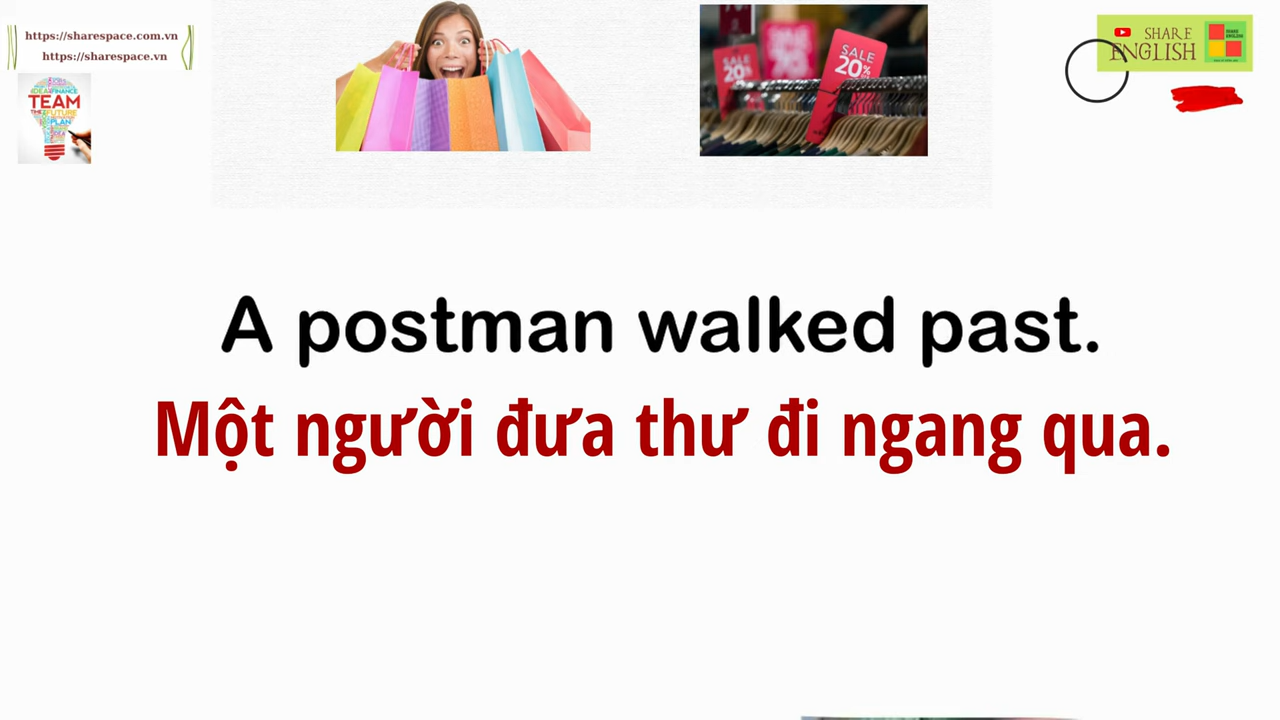 https://sharespace.com.vn
https://sharespace.vn
TEAM
PLAN
SALE
20%
SALE
20%
SHARE
ENGLISH
A postman walked past.
Một người đưa thư đi ngang qua.